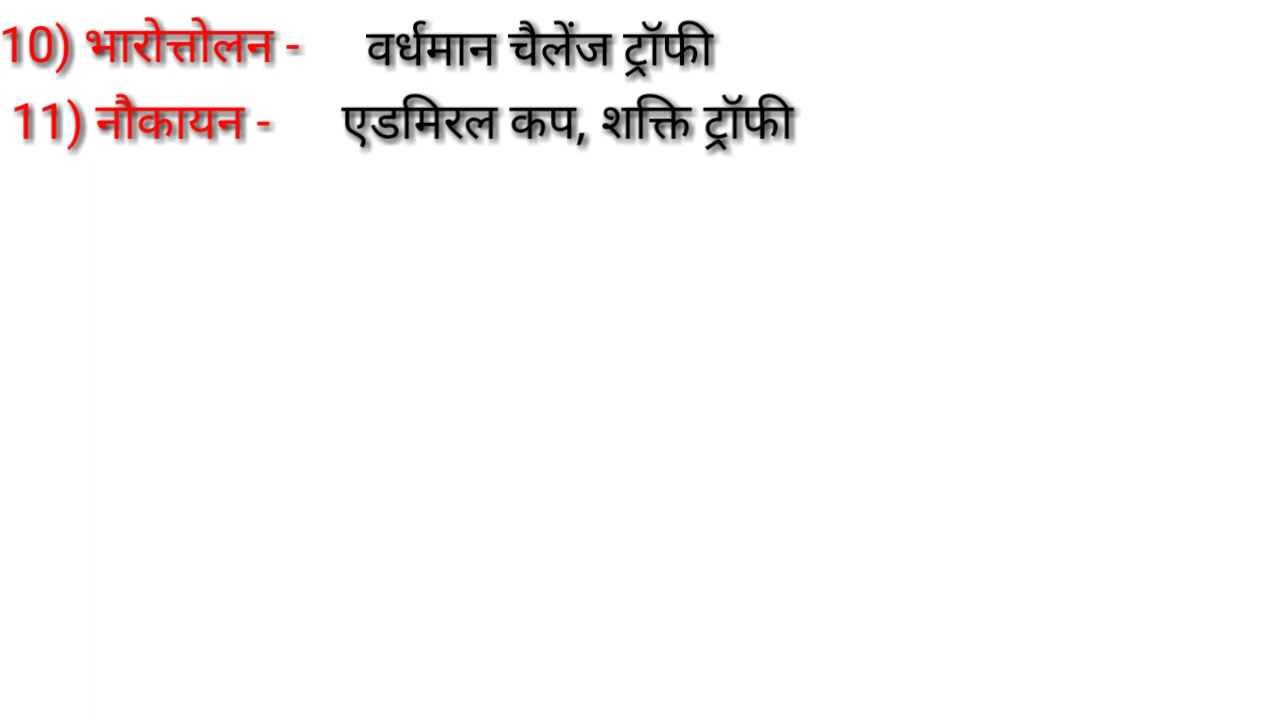 10) भारोत्तोलन - वर्धमान चैलेंज ट्रॉफी
11) नौकायन - एडमिरल कप, शक्ति ट्रॉफी